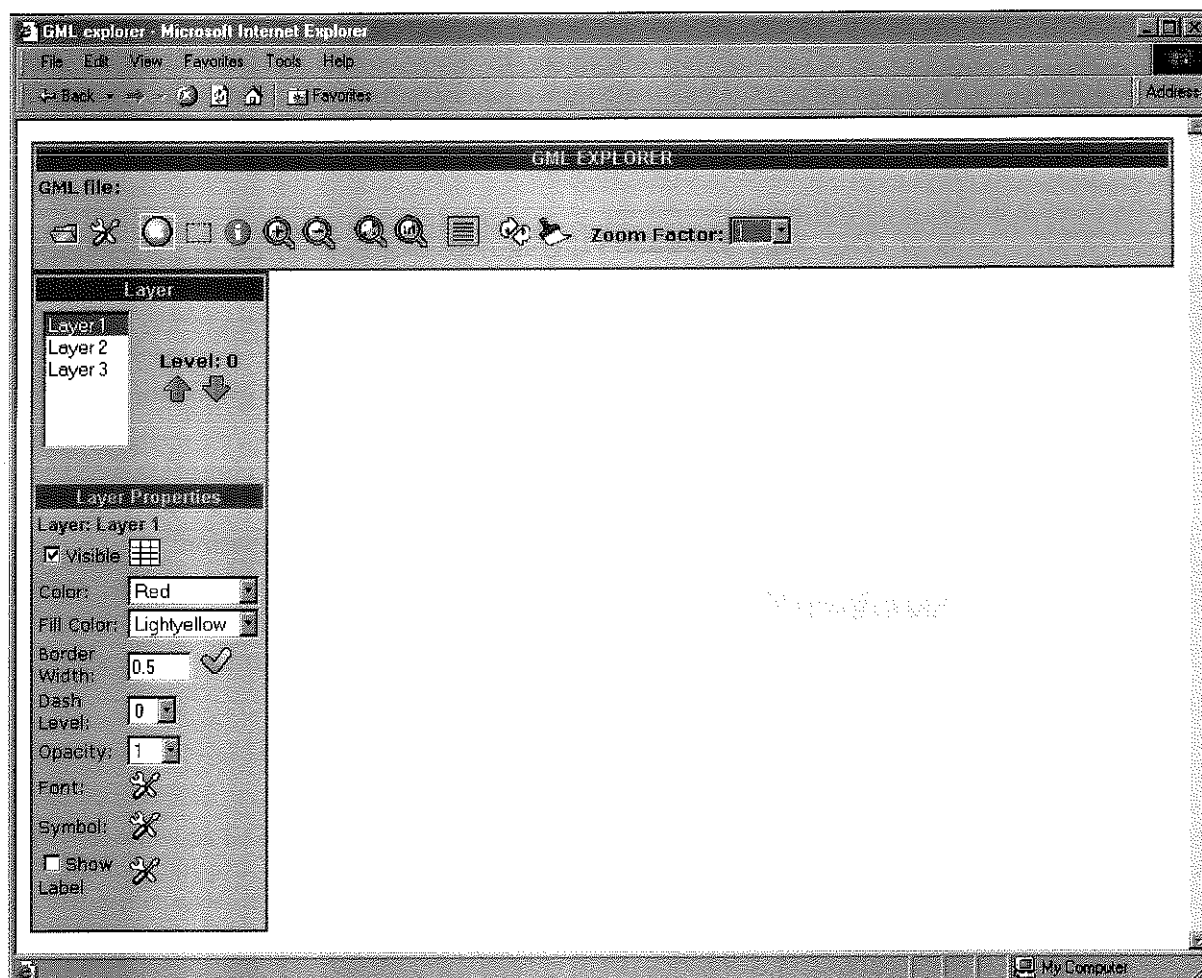 GML explorer - Microsoft Internet Explorer
File Edit View Favorites Tools Help
Back Favorites Address
GML EXPLORER
GML file:
Zoom Factor: 1
Layer
Layer 1
Layer 2
Layer 3
Level: 0
Layer Properties
Layer: Layer 1
Visible
Color: Red
Fill Color: Lightyellow
Border Width: 0.5
Dash Level: 0
Opacity: 1
Font:
Symbol:
Show Label
My Computer